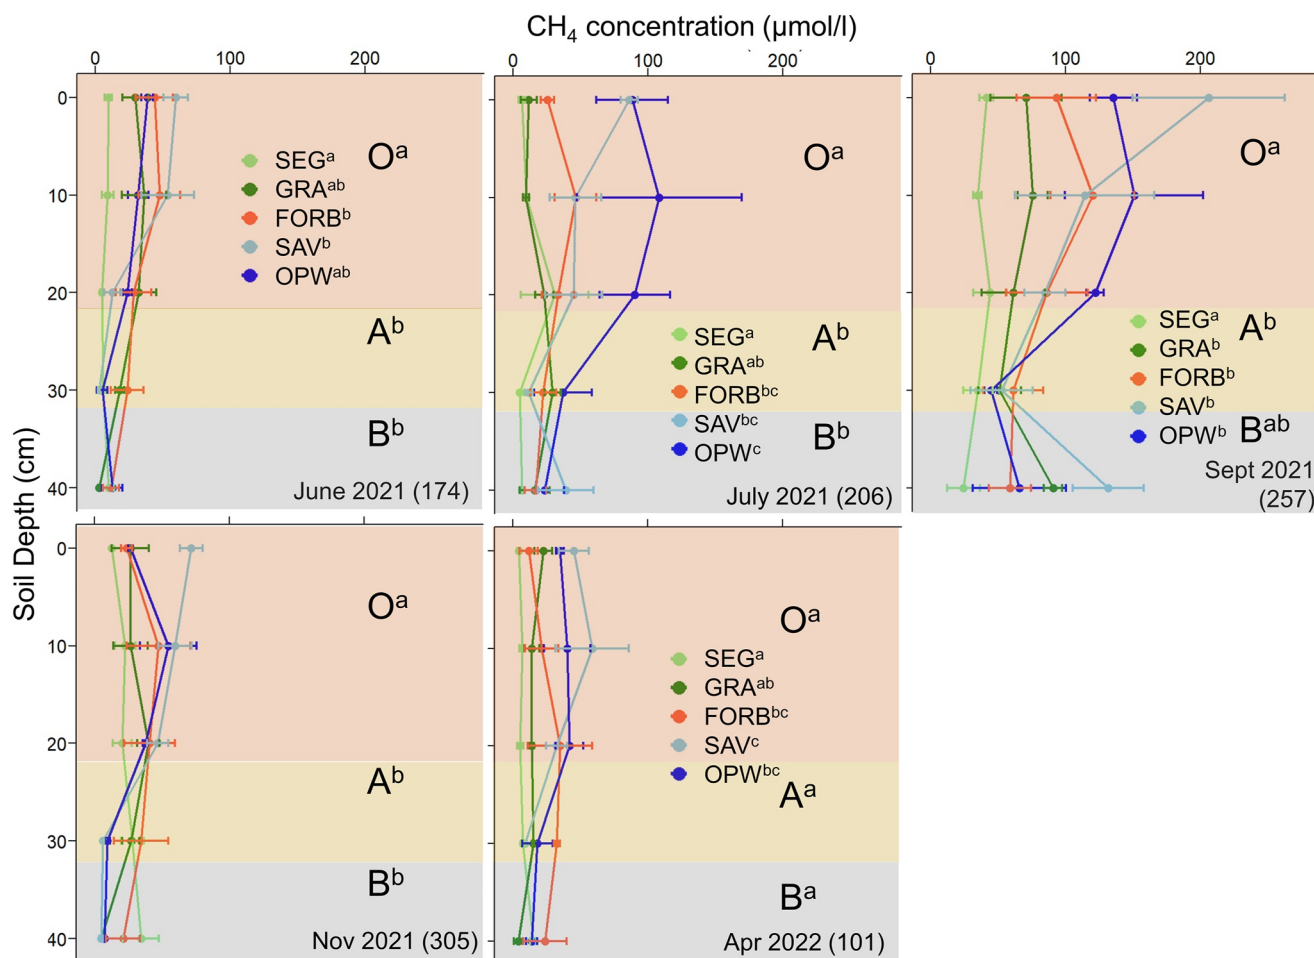 CH₄ concentration (μmol/l)
0 100 200
0 100 200
0 100 200
Soil Depth (cm)
0
10
20
30
40
Oᵃ
SEGᵃ
GRAᵃᵇ
FORBᵇ
SAVᵇ
OPWᵃᵇ
Aᵇ
Bᵇ
June 2021 (174)
Oᵃ
SEGᵃ
GRAᵃᵇ
FORBᵇᶜ
SAVᵇᶜ
OPWᶜ
Aᵇ
Bᵇ
July 2021 (206)
Oᵃ
SEGᵃ
GRAᵇ
FORBᵇ
SAVᵇ
OPWᵇ
Aᵇ
Bᵃᵇ
Sept 2021
(257)
0
10
20
30
40
Oᵃ
Aᵇ
Bᵇ
Nov 2021 (305)
Oᵃ
SEGᵃ
GRAᵃᵇ
FORBᵇᶜ
SAVᶜ
OPWᵇᶜ
Aᵃ
Bᵃ
Apr 2022 (101)